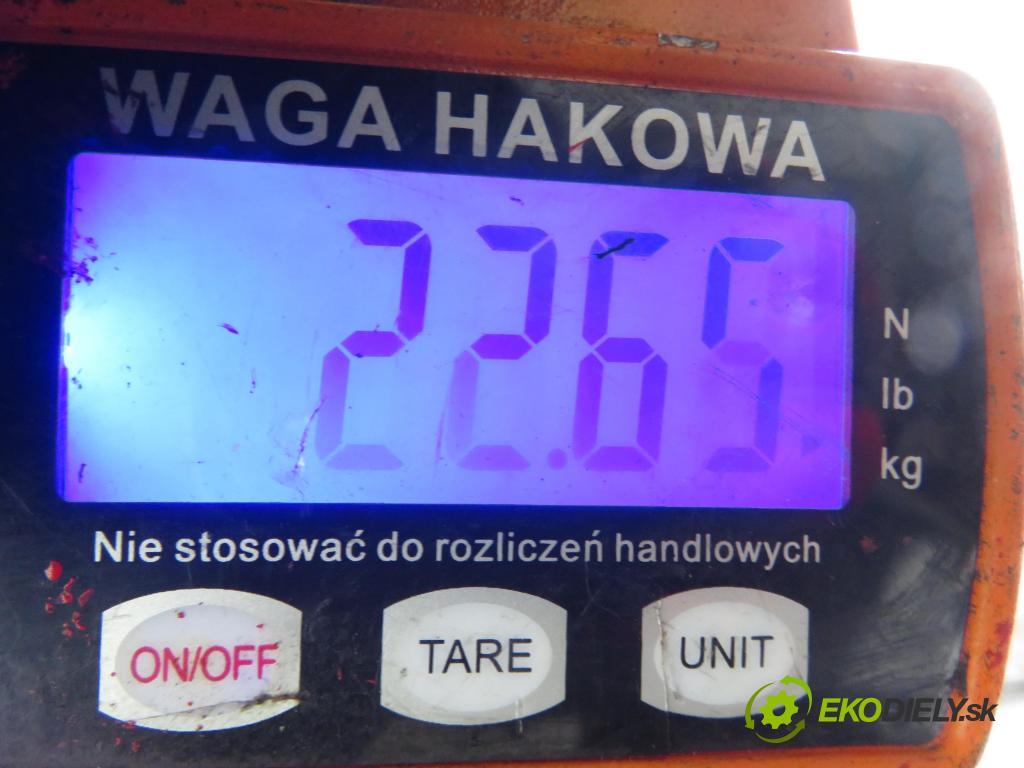 WAGA HAKOWA
22.65
N
lb
kg
Nie stosować do rozliczeń handlowych
ON/OFF
TARE
UNIT
EKODIELY.sk